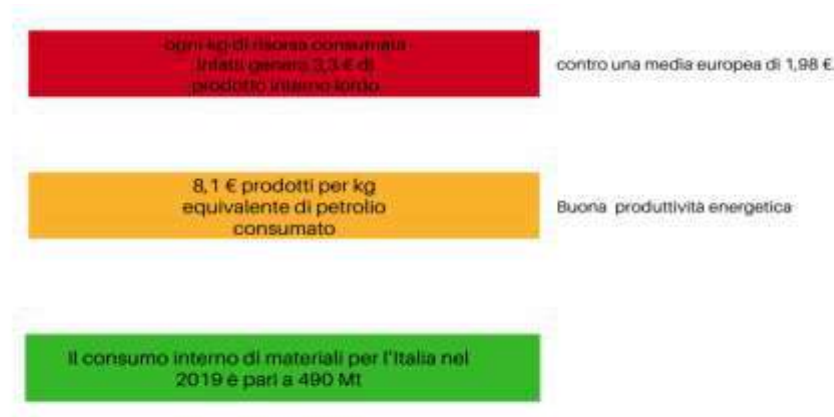 ogni kg di risorsa consumata
infatti genera 3,3 € di
prodotto interno lordo
contro una media europea di 1,98 €.
8,1 € prodotti per kg
equivalente di petrolio
consumato
Buona produttività energetica
Il consumo interno di materiali per l'Italia nel
2019 è pari a 490 Mt